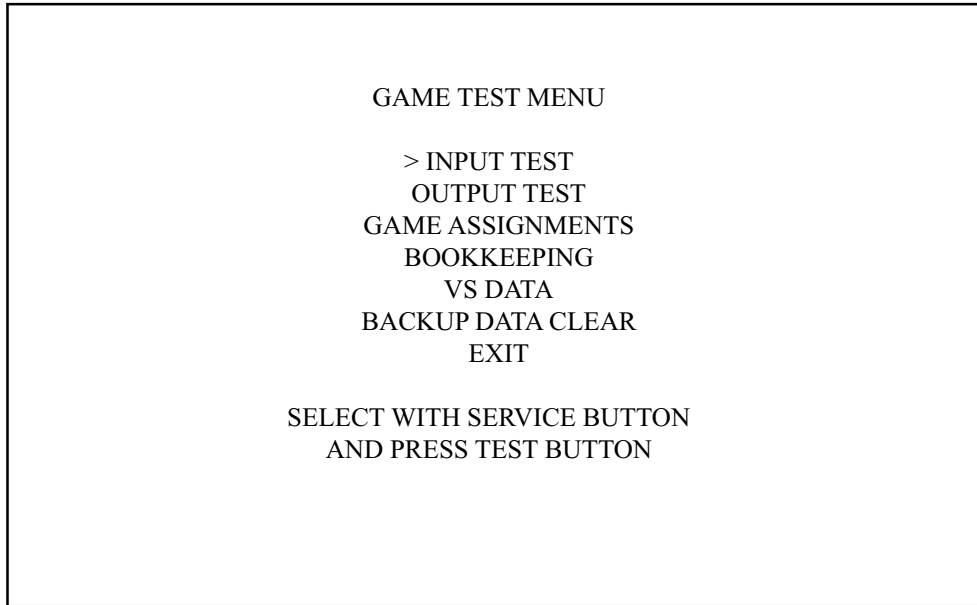 GAME TEST MENU
> INPUT TEST
OUTPUT TEST
GAME ASSIGNMENTS
BOOKKEEPING
VS DATA
BACKUP DATA CLEAR
EXIT
SELECT WITH SERVICE BUTTON
AND PRESS TEST BUTTON